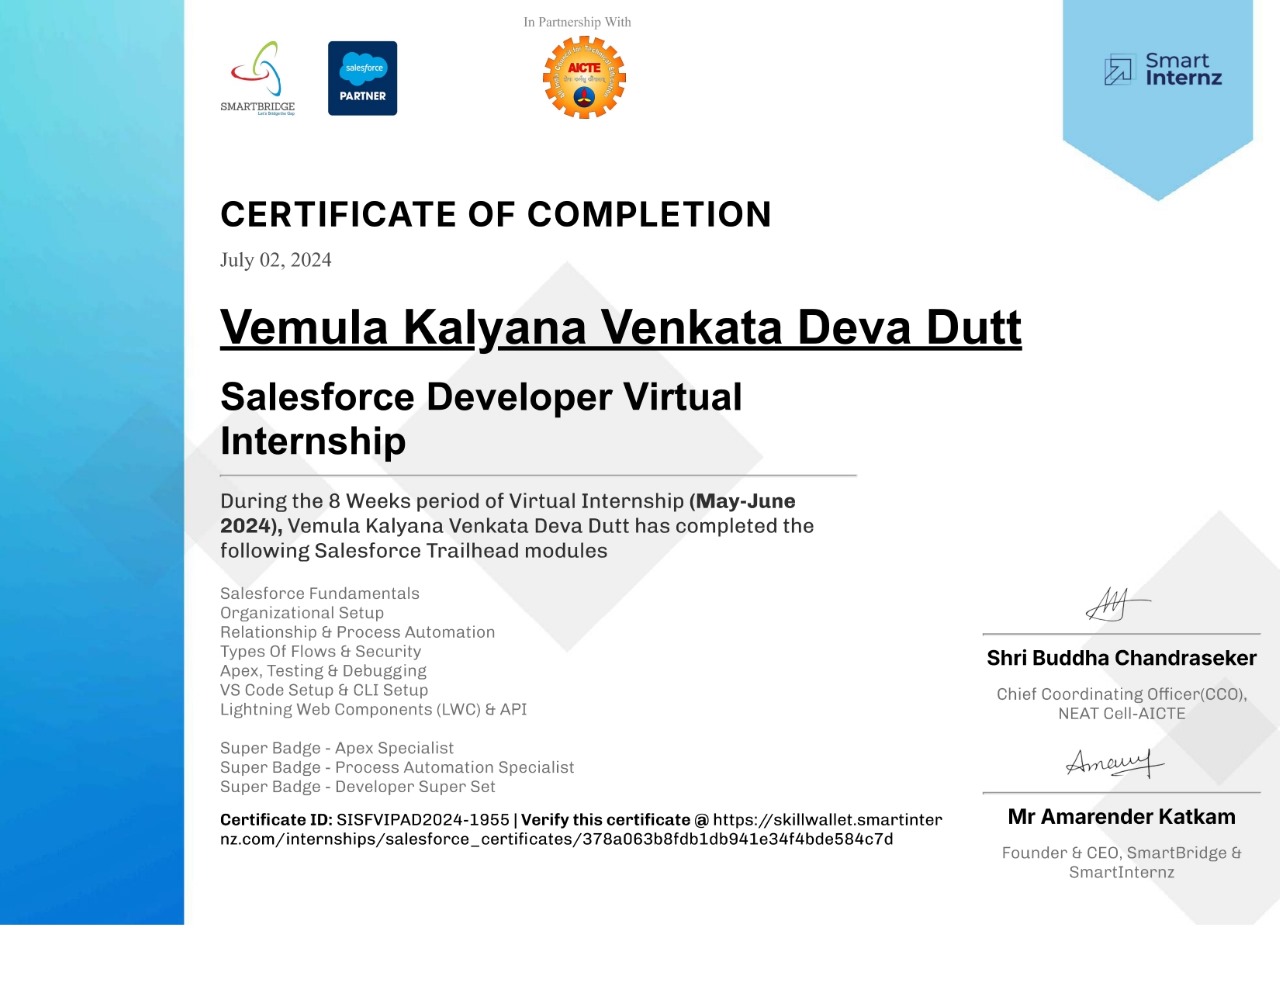 In Partnership With
SMARTBRIDGE
Let's Bridge the Gap
salesforce
PARTNER
AICTE
Smart
Internz
CERTIFICATE OF COMPLETION
July 02, 2024
Vemula Kalyana Venkata Deva Dutt
Salesforce Developer Virtual
Internship
During the 8 Weeks period of Virtual Internship (May-June
2024), Vemula Kalyana Venkata Deva Dutt has completed the
following Salesforce Trailhead modules
Salesforce Fundamentals
Organizational Setup
Relationship & Process Automation
Types Of Flows & Security
Apex, Testing & Debugging
VS Code Setup & CLI Setup
Lightning Web Components (LWC) & API
Super Badge - Apex Specialist
Super Badge - Process Automation Specialist
Super Badge - Developer Super Set
Certificate ID: SISFVIPAD2024-1955 | Verify this certificate @ https://skillwallet.smartinter
nz.com/internships/salesforce_certificates/378a063b8fdb1db941e34f4bde584c7d
Shri Buddha Chandraseker
Chief Coordinating Officer(CCO),
NEAT Cell-AICTE
Mr Amarender Katkam
Founder & CEO, SmartBridge &
SmartInternz